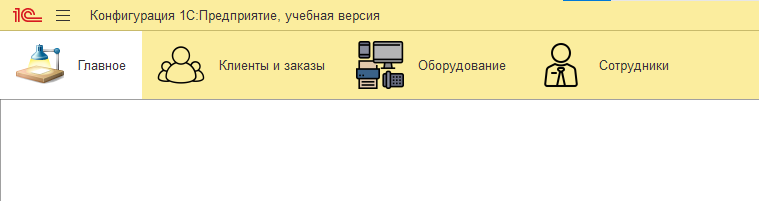 1С Конфигурация 1С:Предприятие, учебная версия
Главное Клиенты и заказы Оборудование Сотрудники